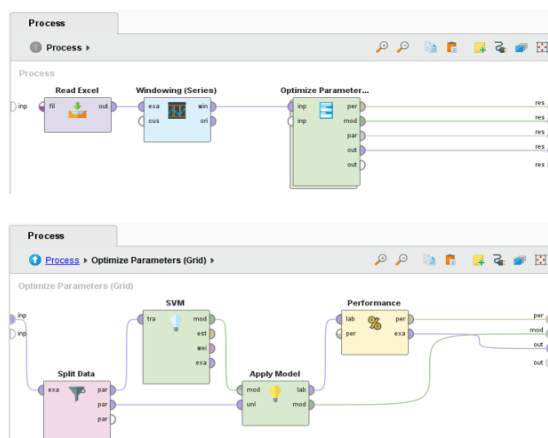 Process
Process
Process
Read Excel
Windowing (Series)
Optimize Parameter...
inp
fil
out
exa
win
ori
inp
inp
per
mod
par
out
out
res
res
res
res
res
Process
Process Optimize Parameters (Grid)
Optimize Parameters (Grid)
inp
inp
SVM
tra
mod
est
wei
exa
Performance
lab
per
per
exa
per
mod
out
out
Split Data
exa
par
par
par
Apply Model
mod
unl
lab
mod